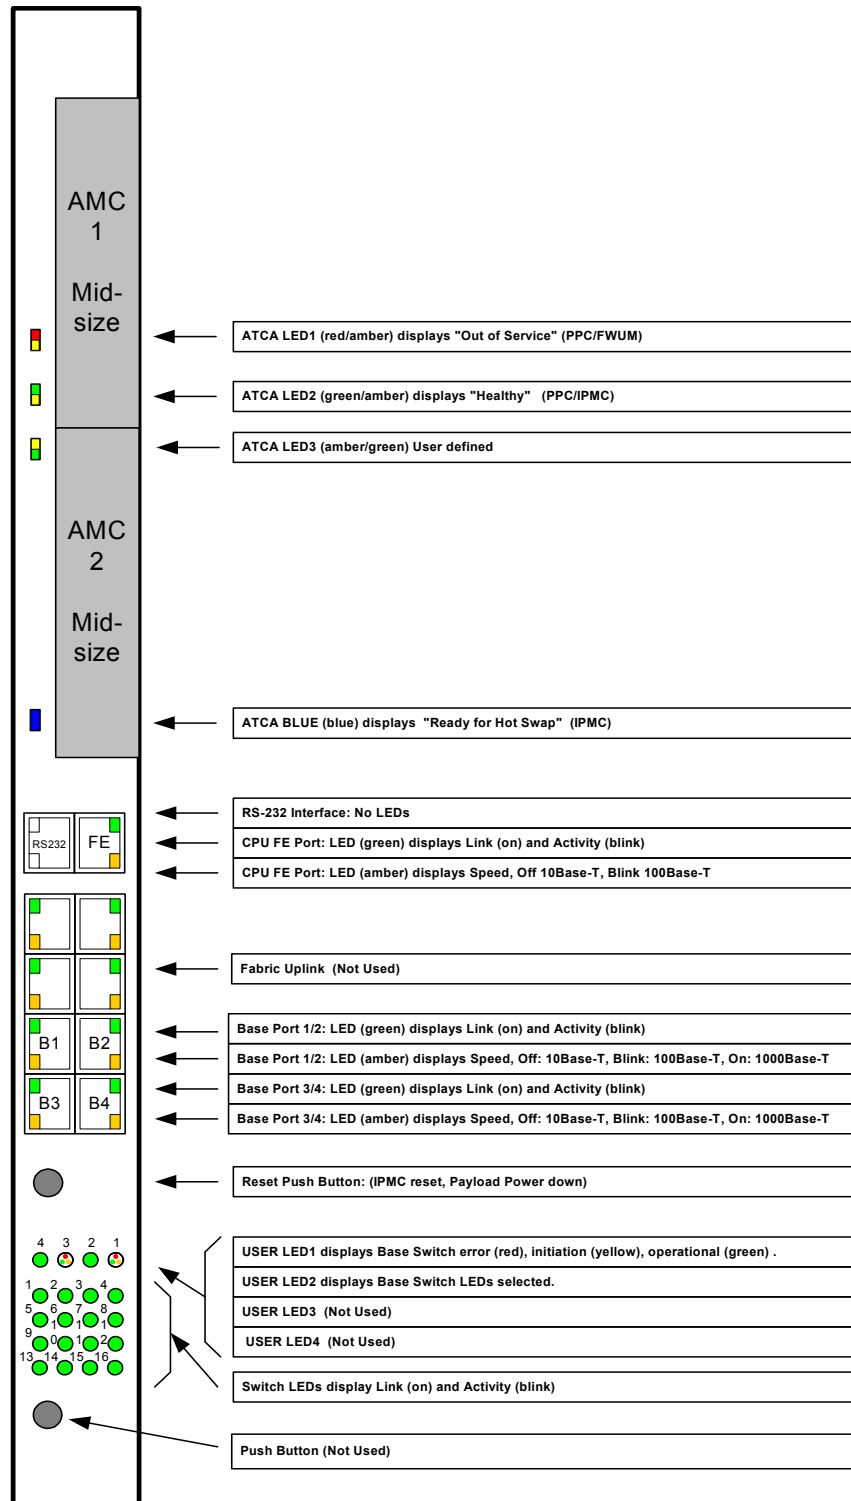 AMC
1
Mid-
size
ATCA LED1 (red/amber) displays "Out of Service" (PPC/FWUM)
ATCA LED2 (green/amber) displays "Healthy" (PPC/IPMC)
ATCA LED3 (amber/green) User defined
AMC
2
Mid-
size
ATCA BLUE (blue) displays "Ready for Hot Swap" (IPMC)
RS-232 Interface: No LEDs
RS232 FE
CPU FE Port: LED (green) displays Link (on) and Activity (blink)
CPU FE Port: LED (amber) displays Speed, Off 10Base-T, Blink 100Base-T
Fabric Uplink (Not Used)
B1 B2
Base Port 1/2: LED (green) displays Link (on) and Activity (blink)
Base Port 1/2: LED (amber) displays Speed, Off: 10Base-T, Blink: 100Base-T, On: 1000Base-T
B3 B4
Base Port 3/4: LED (green) displays Link (on) and Activity (blink)
Base Port 3/4: LED (amber) displays Speed, Off: 10Base-T, Blink: 100Base-T, On: 1000Base-T
Reset Push Button: (IPMC reset, Payload Power down)
4 3 2 1
USER LED1 displays Base Switch error (red), initiation (yellow), operational (green) .
USER LED2 displays Base Switch LEDs selected.
USER LED3 (Not Used)
USER LED4 (Not Used)
1 2 3 4
5 6 7 8
1 1 1
9 0 1 2
13 14 15 16
Switch LEDs display Link (on) and Activity (blink)
Push Button (Not Used)